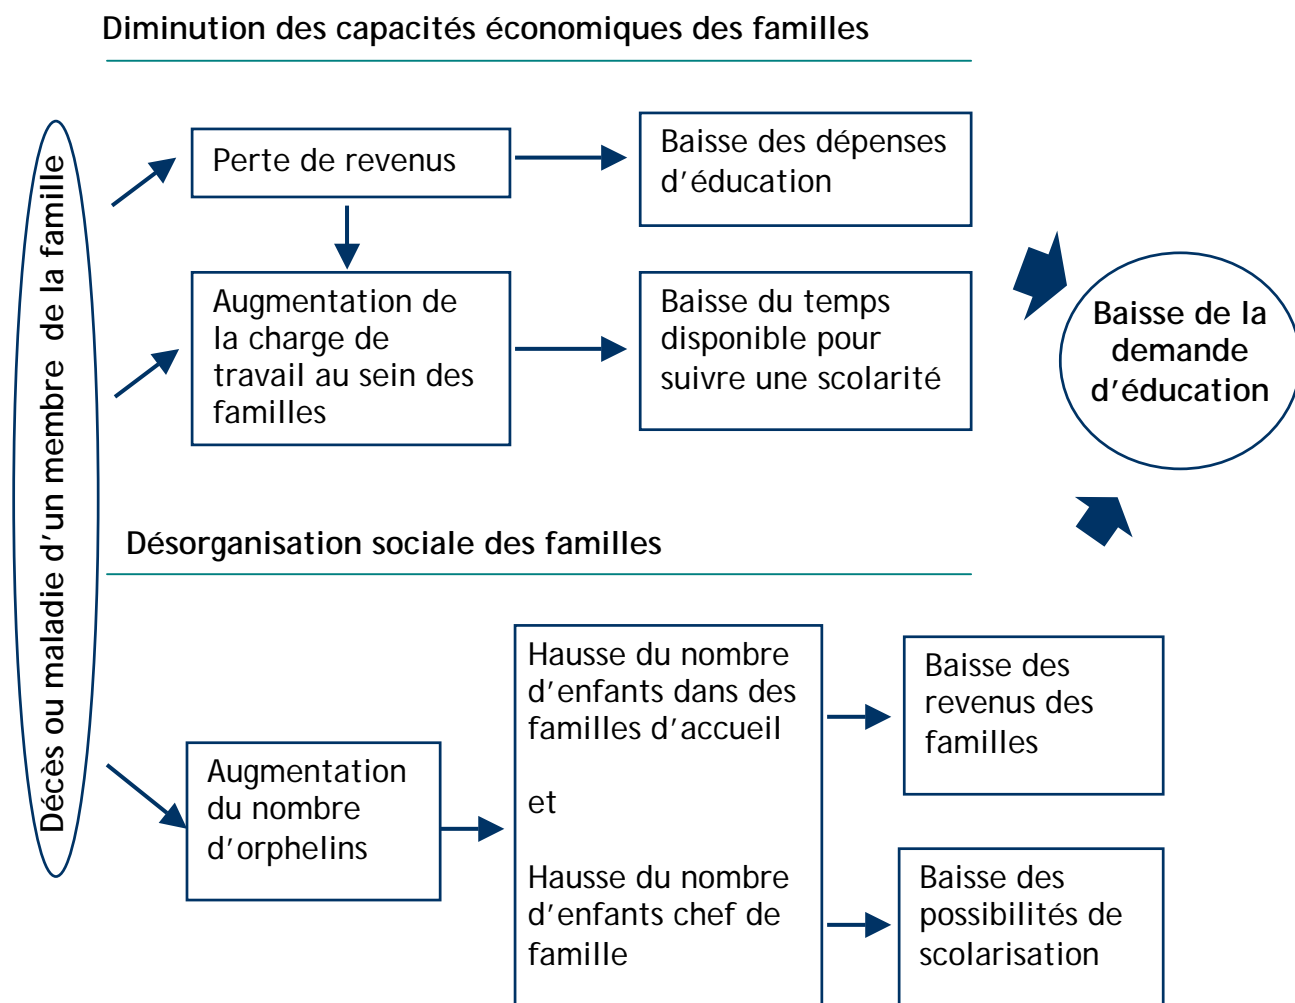 Diminution des capacités économiques des familles
Décès ou maladie d’un membre de la famille
Perte de revenus
Baisse des dépenses
d’éducation
Augmentation de
la charge de
travail au sein des
familles
Baisse du temps
disponible pour
suivre une scolarité
Baisse de la
demande
d’éducation
Désorganisation sociale des familles
Augmentation
du nombre
d’orphelins
Hausse du nombre
d’enfants dans des
familles d’accueil
et
Hausse du nombre
d’enfants chef de
famille
Baisse des
revenus des
familles
Baisse des
possibilités de
scolarisation